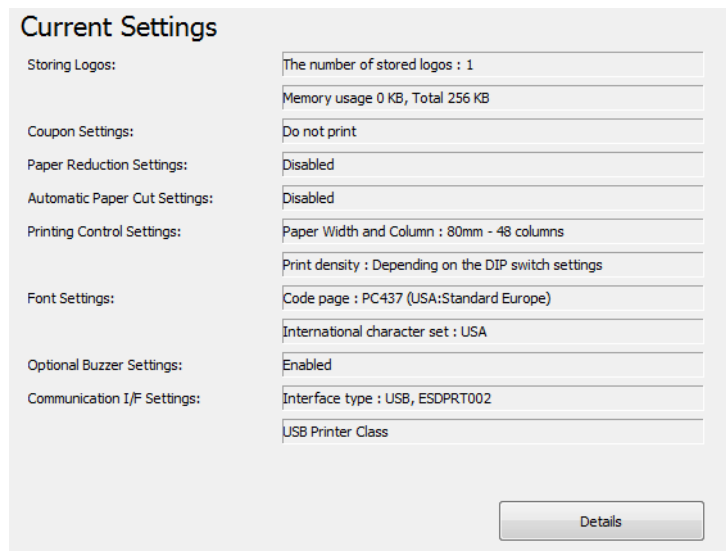 Current Settings
Storing Logos: The number of stored logos : 1
Memory usage 0 KB, Total 256 KB
Coupon Settings: Do not print
Paper Reduction Settings: Disabled
Automatic Paper Cut Settings: Disabled
Printing Control Settings: Paper Width and Column : 80mm - 48 columns
Print density : Depending on the DIP switch settings
Font Settings: Code page : PC437 (USA:Standard Europe)
International character set : USA
Optional Buzzer Settings: Enabled
Communication I/F Settings: Interface type : USB, ESDPRT002
USB Printer Class
Details